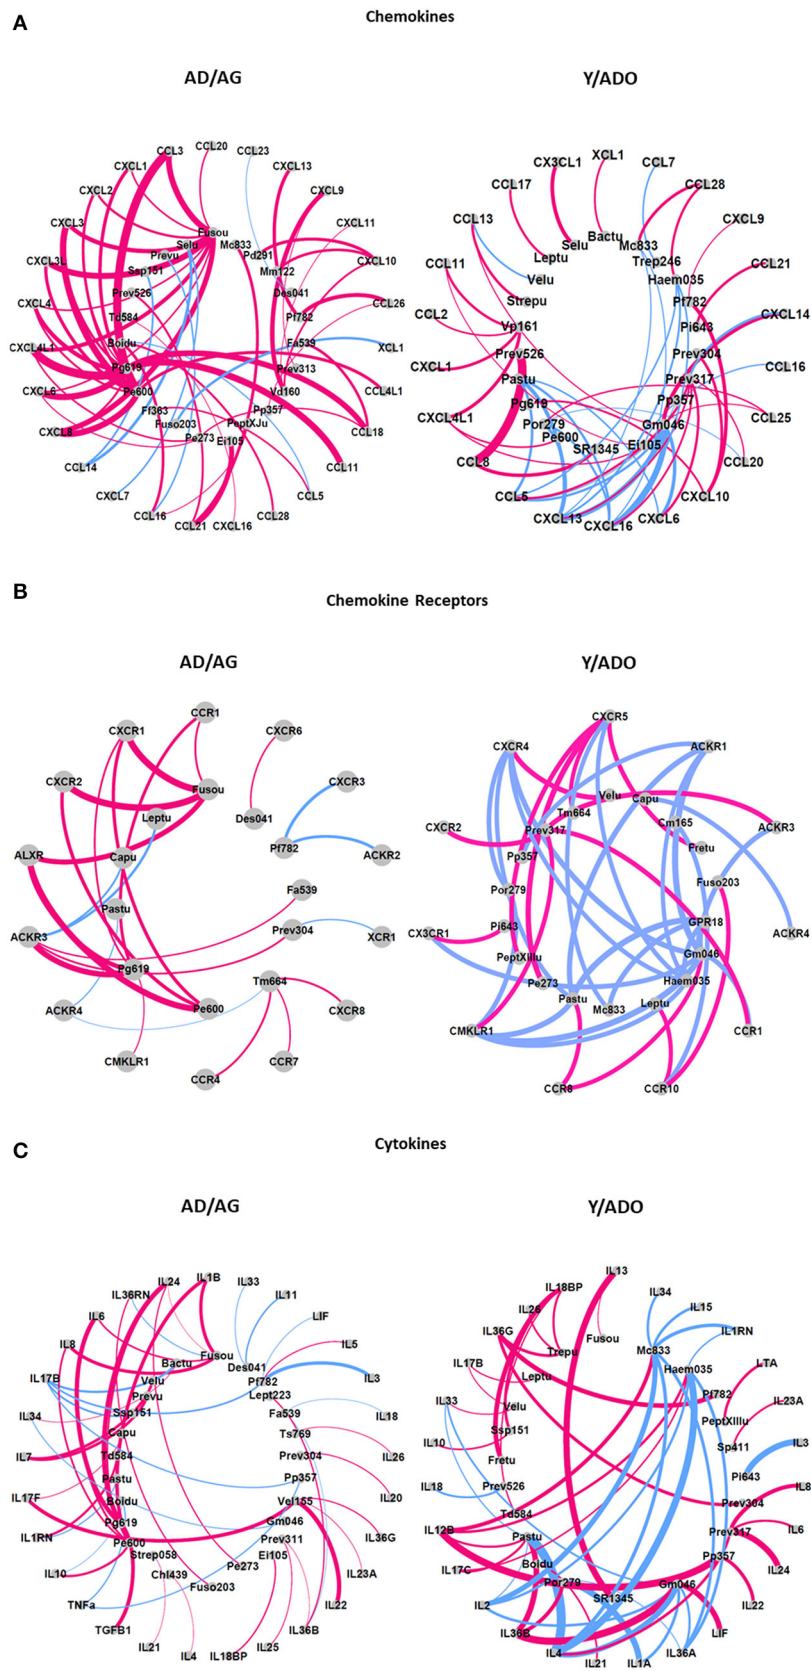 A
Chemokines
AD/AG
Y/ADO
CCL3
CCL20
CCL23
CXCL1
CXCL13
CXCL2
CXCL9
CXCL3
CXCL11
CXCL3L
CXCL10
CXCL4
CCL26
CXCL4L1
XCL1
CXCL6
CCL4L1
CXCL8
CCL18
CCL14
CCL11
CXCL7
CCL5
CCL16
CCL28
CCL21
CXCL16
Fusou
Selu
Mc833
Prevu
Pd291
Ssp151
Mm122
Prev526
Des041
Td584
Pf782
Boidu
Fa539
Pg619
Prev313
Pe600
Vd160
Ff363
Pp357
Fuso203
PeptXJu
Pe273
Ei105
CX3CL1
XCL1
CCL7
CCL17
CCL28
CCL13
CXCL9
CCL11
CCL21
CCL2
CXCL14
CXCL1
CCL16
CXCL4L1
CCL25
CCL8
CCL20
CCL5
CXCL10
CXCL13
CXCL16
CXCL6
Selu
Bactu
Mc833
Leptu
Trep246
Velu
Haem035
Strepu
Pf782
Vp161
Pi643
Prev526
Prev304
Pastu
Prev317
Pg619
Pp357
Por279
Gm046
Pe600
SR1345
Ei105
B
Chemokine Receptors
AD/AG
Y/ADO
CCR1
CXCR1
CXCR6
CXCR2
CXCR3
Fusou
Leptu
Des041
ALXR
Capu
Pf782
ACKR2
Pastu
Fa539
ACKR3
Prev304
XCR1
Pg619
Tm664
ACKR4
Pe600
CXCR8
CMKLR1
CCR7
CCR4
CXCR5
CXCR4
ACKR1
Velu
Capu
Tm664
CXCR2
Prev317
Cm165
ACKR3
Pp357
Fretu
Por279
Fuso203
Pi643
GPR18
CX3CR1
ACKR4
PeptXIIIu
Gm046
Pe273
Haem035
Pastu
Mc833
Leptu
CMKLR1
CCR1
CCR8
CCR10
C
Cytokines
AD/AG
Y/ADO
IL24
IL1B
IL33
IL36RN
IL11
IL6
LIF
IL8
IL5
IL17B
IL3
IL34
IL18
IL7
IL26
IL17F
IL20
IL1RN
IL36G
IL10
IL23A
TNFa
IL22
TGFB1
IL36B
IL21
IL4
IL18BP
IL25
Fusou
Bactu
Des041
Velu
Pf782
Prevu
Lept223
Ssp151
Fa539
Capu
Ts769
Td584
Prev304
Pastu
Pp357
Boidu
Vel155
Pg619
Gm046
Pe600
Prev311
Strep058
Ei105
Chl439
Pe273
Fuso203
IL13
IL18BP
IL34
IL26
IL15
IL36G
IL1RN
IL17B
LTA
IL33
IL23A
IL10
IL3
IL18
IL8
IL12B
IL6
IL17C
IL24
IL2
IL22
IL36B
LIF
IL4
IL36A
IL21
IL1A
Fusou
Trepu
Mc833
Leptu
Haem035
Velu
Pf782
Ssp151
PeptXIIIu
Fretu
Sp411
Prev526
Pi643
Td584
Prev304
Pastu
Prev317
Boidu
Pp357
Por279
Gm046
SR1345